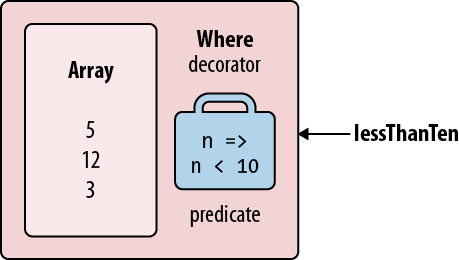 Array
5
12
3
Where
decorator
n =>
n < 10
predicate
lessThanTen